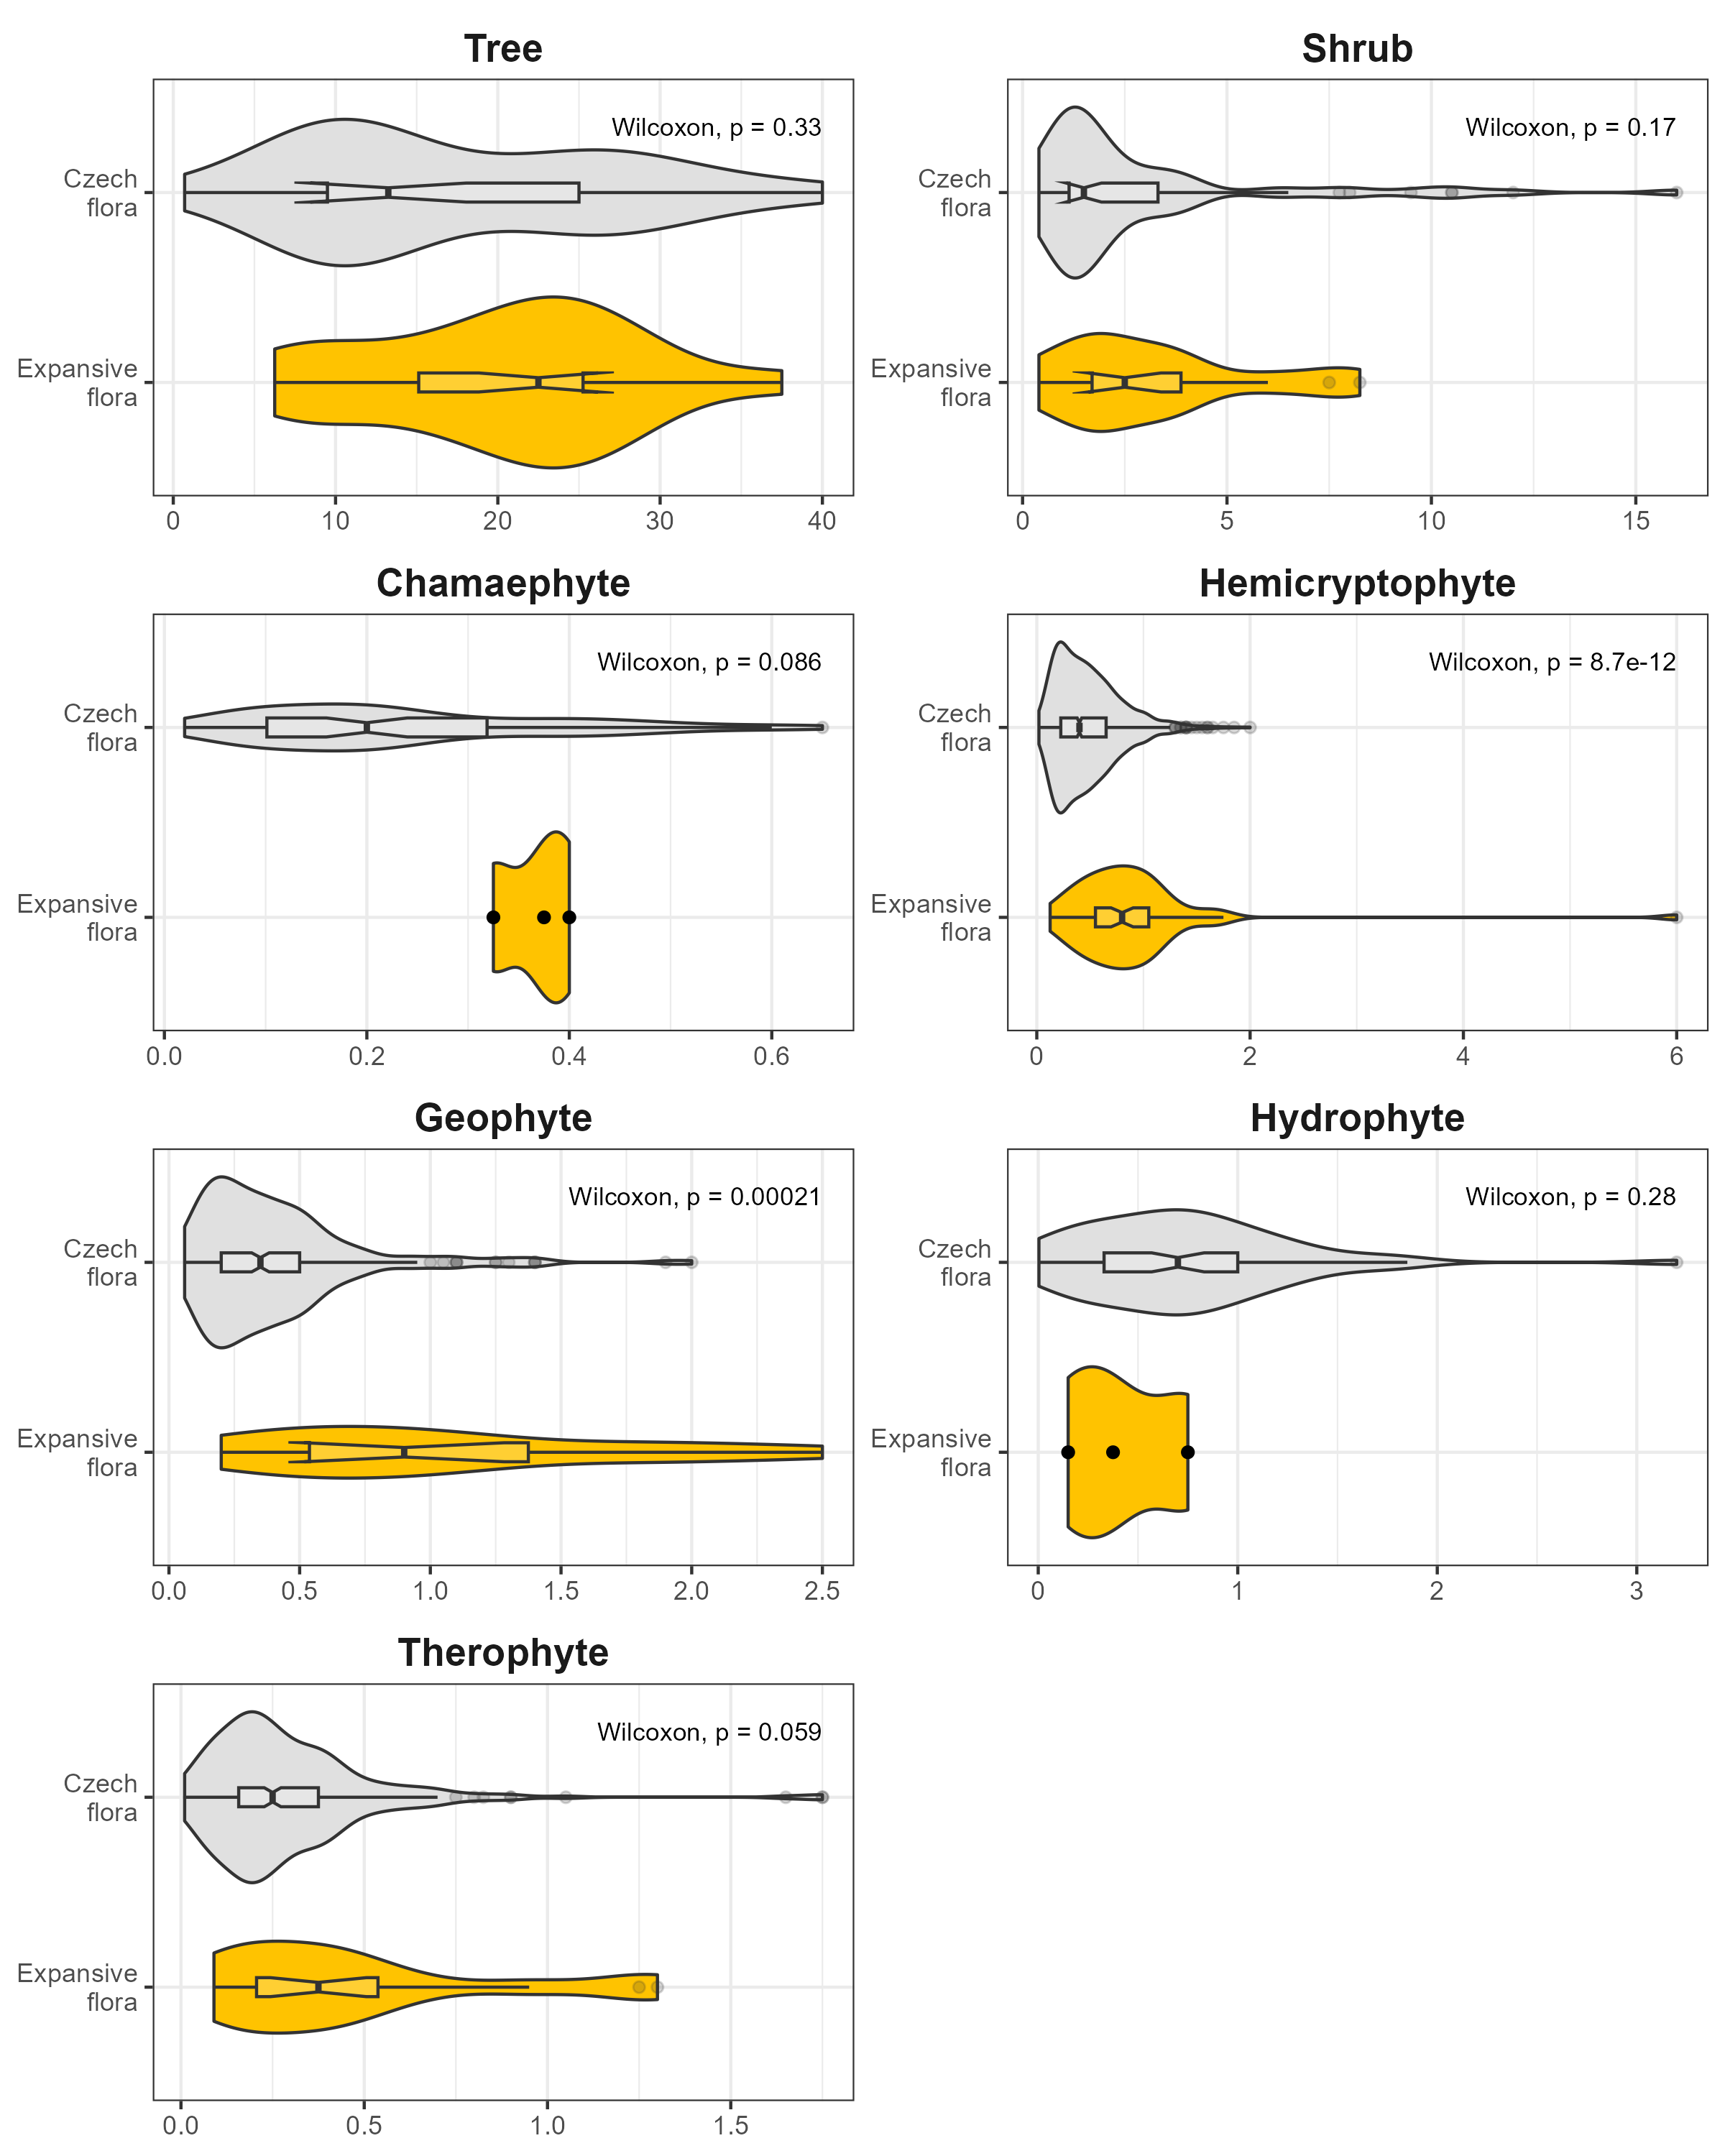 Tree
Wilcoxon, p = 0.33
Czech
flora
Expansive
flora
0 10 20 30 40
Shrub
Wilcoxon, p = 0.17
Czech
flora
Expansive
flora
0 5 10 15
Chamaephyte
Wilcoxon, p = 0.086
Czech
flora
Expansive
flora
0.0 0.2 0.4 0.6
Hemicryptophyte
Wilcoxon, p = 8.7e-12
Czech
flora
Expansive
flora
0 2 4 6
Geophyte
Wilcoxon, p = 0.00021
Czech
flora
Expansive
flora
0.0 0.5 1.0 1.5 2.0 2.5
Hydrophyte
Wilcoxon, p = 0.28
Czech
flora
Expansive
flora
0 1 2 3
Therophyte
Wilcoxon, p = 0.059
Czech
flora
Expansive
flora
0.0 0.5 1.0 1.5